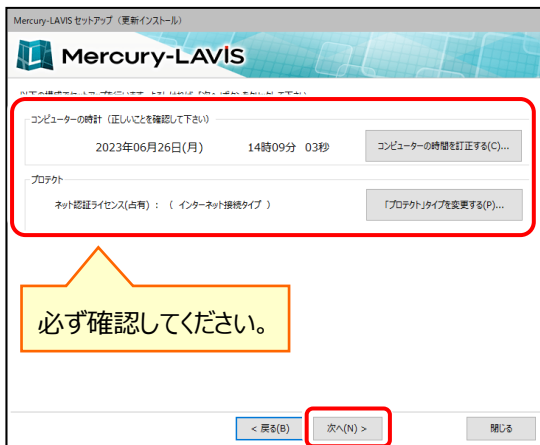 Mercury-LAVIS セットアップ（更新インストール）
Mercury-LAVIS
コンピューターの時計（正しいことを確認して下さい）
2023年06月26日(月) 14時09分 03秒
コンピューターの時間を訂正する(C)...
プロテクト
ネット認証ライセンス(占有) : （ インターネット接続タイプ ）
「プロテクト」タイプを変更する(P)...
必ず確認してください。
< 戻る(B)
次へ(N) >
閉じる